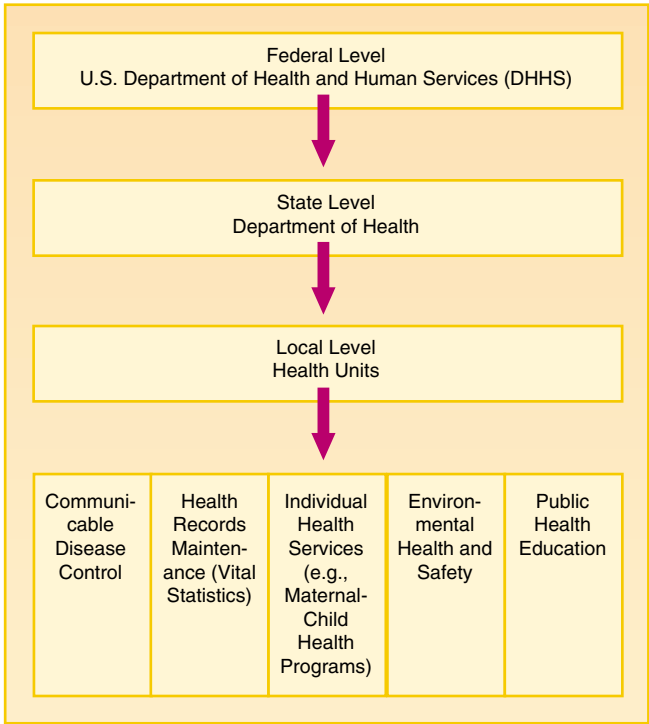 Federal Level
U.S. Department of Health and Human Services (DHHS)
State Level
Department of Health
Local Level
Health Units
Communi-
cable
Disease
Control
Health
Records
Mainten-
ance (Vital
Statistics)
Individual
Health
Services
(e.g.,
Maternal-
Child
Health
Programs)
Environ-
mental
Health and
Safety
Public
Health
Education